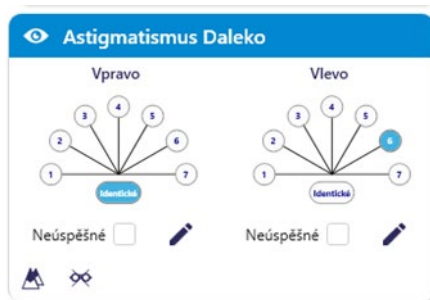 Astigmatismus Daleko
Vpravo
1 2 3 4 5 6 7
Identické
Neúspěšné
Vlevo
1 2 3 4 5 6 7
Identické
Neúspěšné